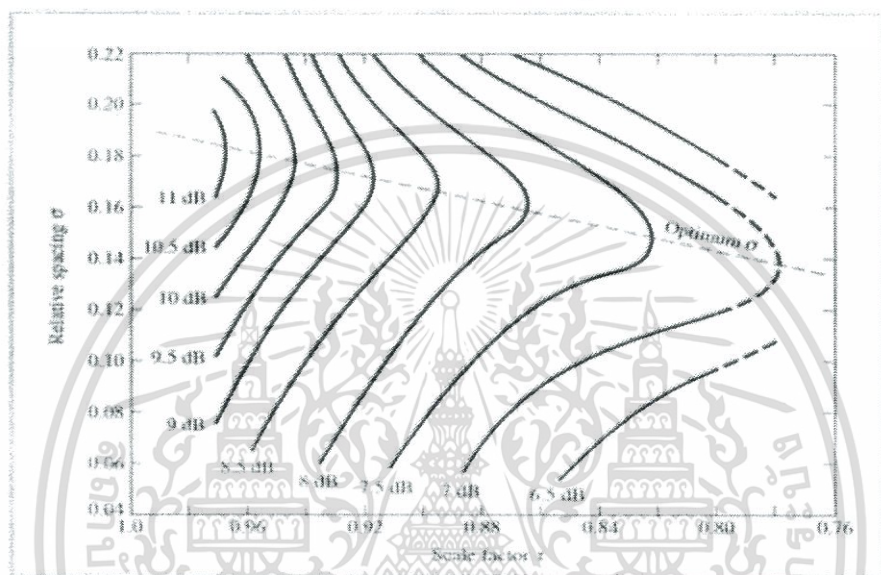 0.22
0.20
0.18
0.16
0.14
0.12
0.10
0.08
0.06
0.04
Relative spacing σ
11 dB
10.5 dB
10 dB
9.5 dB
9 dB
8.5 dB
8 dB
7.5 dB
7 dB
6.5 dB
Optimum σ
1.0
0.96
0.92
0.88
0.84
0.80
0.76
Scale factor τ